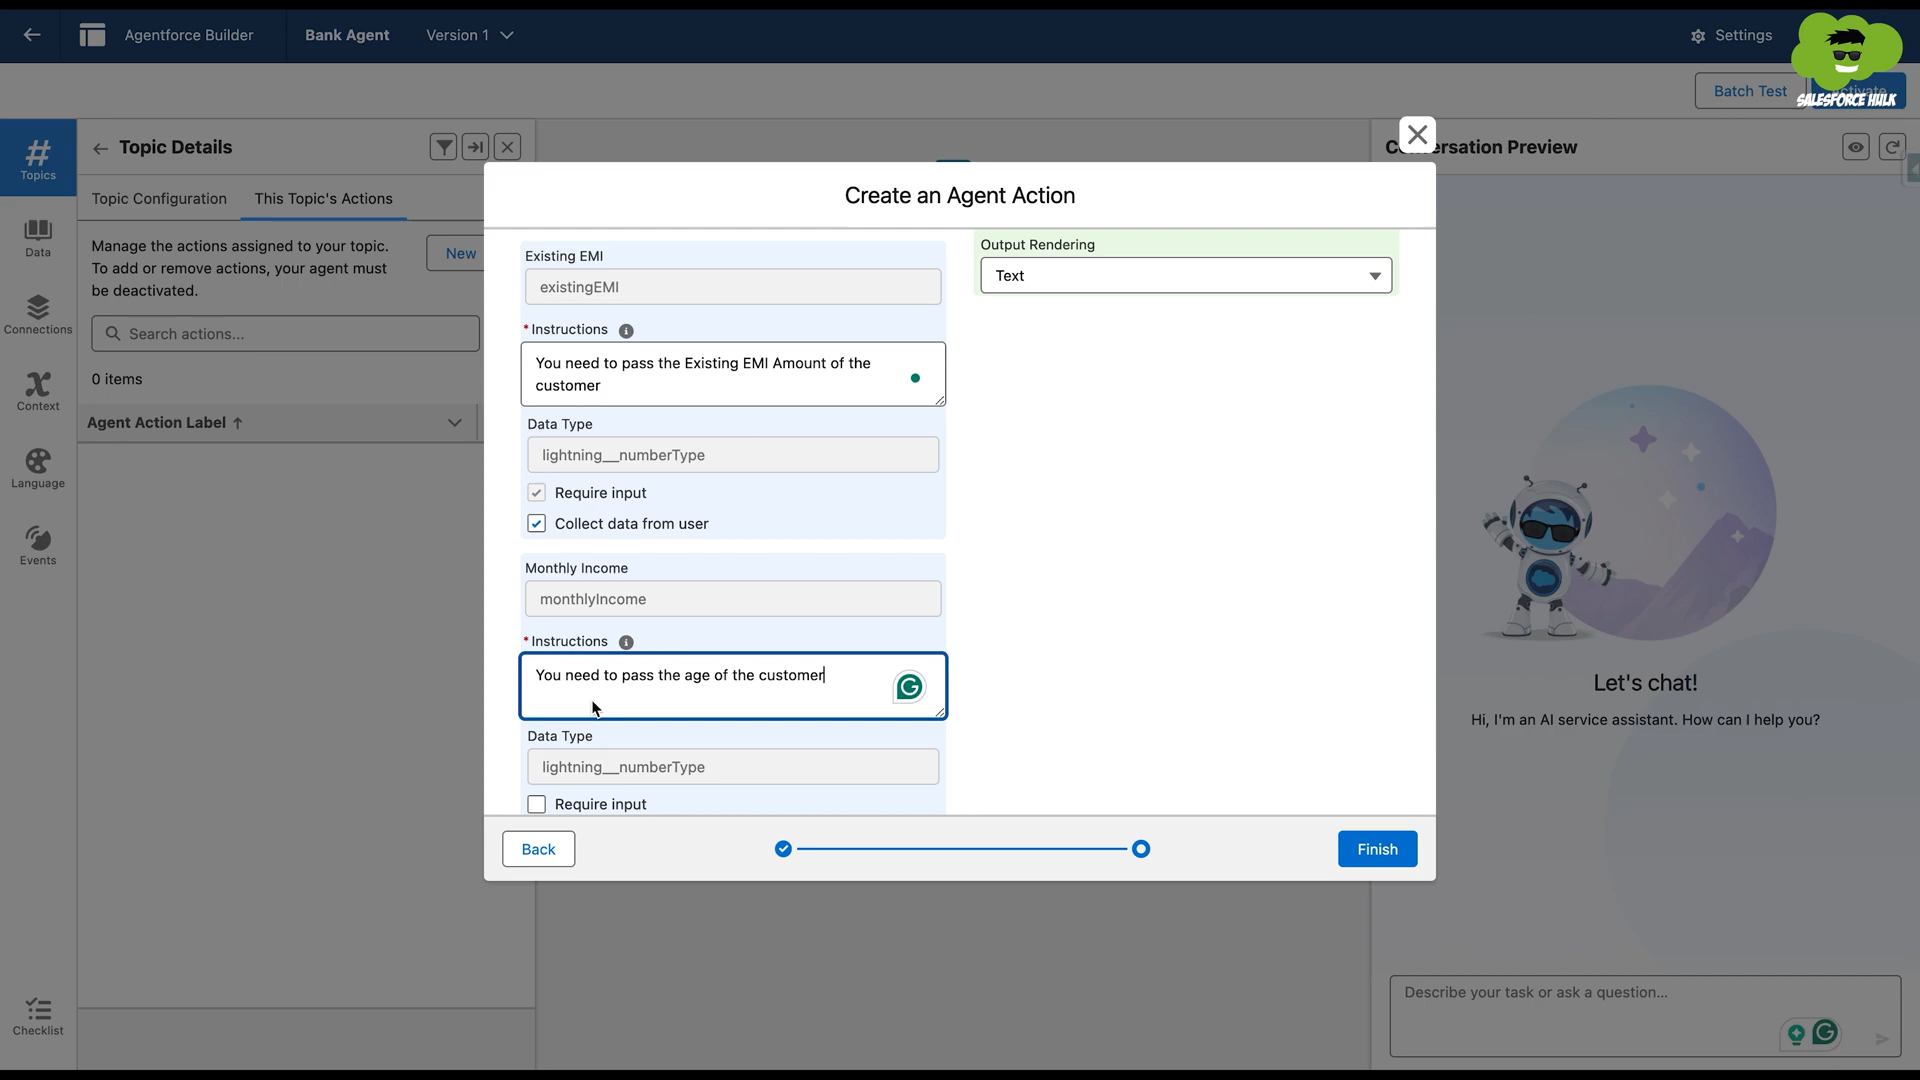 Agentforce Builder
Bank Agent
Version 1
Settings
SALESFORCE HULK
Batch Test
Topics
Data
Connections
Context
Language
Events
Checklist
Topic Details
Topic Configuration
This Topic's Actions
Manage the actions assigned to your topic.
To add or remove actions, your agent must
be deactivated.
New
Search actions...
0 items
Agent Action Label
Create an Agent Action
Existing EMI
existingEMI
*Instructions
You need to pass the Existing EMI Amount of the
customer
Data Type
lightning__numberType
Require input
Collect data from user
Monthly Income
monthlyIncome
*Instructions
You need to pass the age of the customer
Data Type
lightning__numberType
Require input
Output Rendering
Text
Back
Finish
Conversation Preview
Let's chat!
Hi, I'm an AI service assistant. How can I help you?
Describe your task or ask a question...